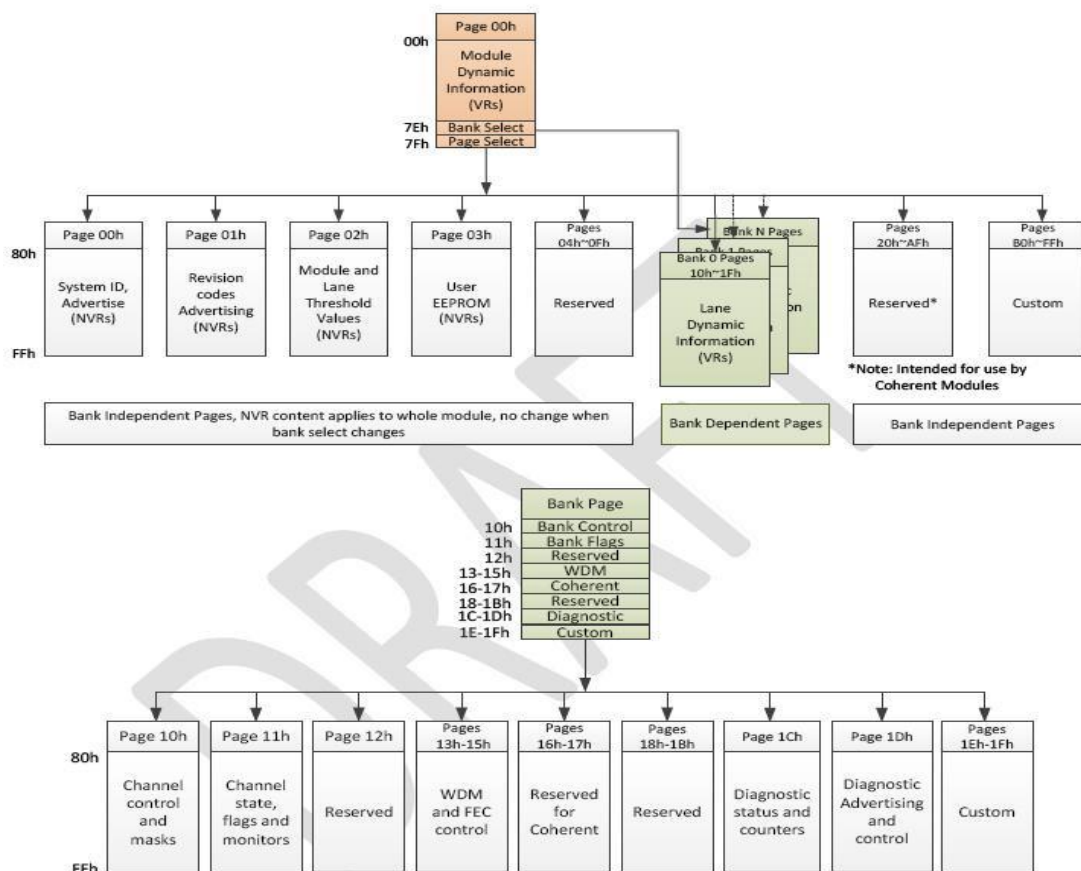 Page 00h
00h
Module
Dynamic
Information
(VRs)
7Eh
Bank Select
7Fh
Page Select
80h
FFh
Page 00h
System ID,
Advertise
(NVRs)
Page 01h
Revision
codes
Advertising
(NVRs)
Page 02h
Module and
Lane
Threshold
Values
(NVRs)
Page 03h
User
EEPROM
(NVRs)
Pages
04h~0Fh
Reserved
Bank N Pages
Bank 1 Pages
Bank 0 Pages
10h~1Fh
Lane
Dynamic
Information
(VRs)
Pages
20h~AFh
Reserved*
Pages
B0h~FFh
Custom
*Note: Intended for use by
Coherent Modules
Bank Independent Pages, NVR content applies to whole module, no change when
bank select changes
Bank Dependent Pages
Bank Independent Pages
DRAFT
Bank Page
10h
Bank Control
11h
Bank Flags
12h
Reserved
13-15h
WDM
16-17h
Coherent
18-1Bh
Reserved
1C-1Dh
Diagnostic
1E-1Fh
Custom
80h
FFh
Page 10h
Channel
control
and
masks
Page 11h
Channel
state,
flags and
monitors
Page 12h
Reserved
Pages
13h-15h
WDM
and FEC
control
Pages
16h-17h
Reserved
for
Coherent
Pages
18h-1Bh
Reserved
Page 1Ch
Diagnostic
status and
counters
Page 1Dh
Diagnostic
Advertising
and
control
Pages
1Eh-1Fh
Custom